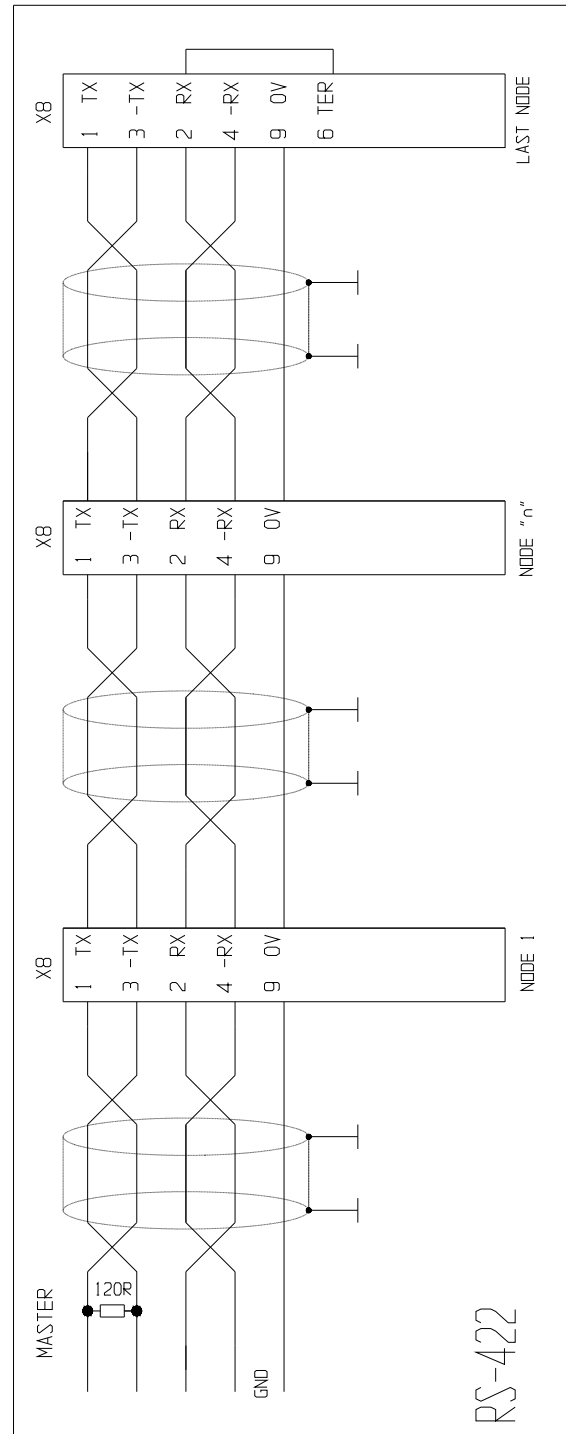 X8
1 TX
3 -TX
2 RX
4 -RX
9 0V
6 TER
LAST NODE
X8
1 TX
3 -TX
2 RX
4 -RX
9 0V
NODE "n"
X8
1 TX
3 -TX
2 RX
4 -RX
9 0V
NODE 1
MASTER
120R
GND
RS-422